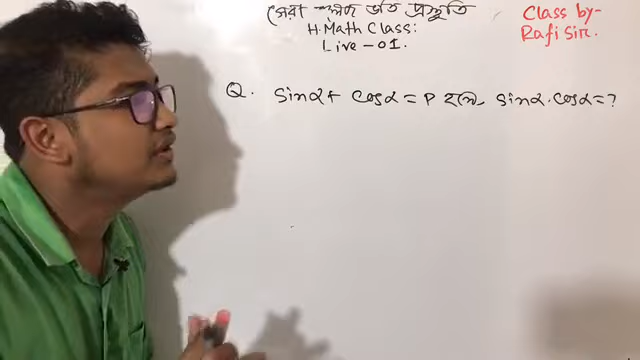 সেরা স্পেশাল ভর্তি প্রস্তুতি
H.Math Class:
Live-01.
Class by-
Rafi Sir.
Q. sinα+ cosα = P হলে, sinα.cosα=?